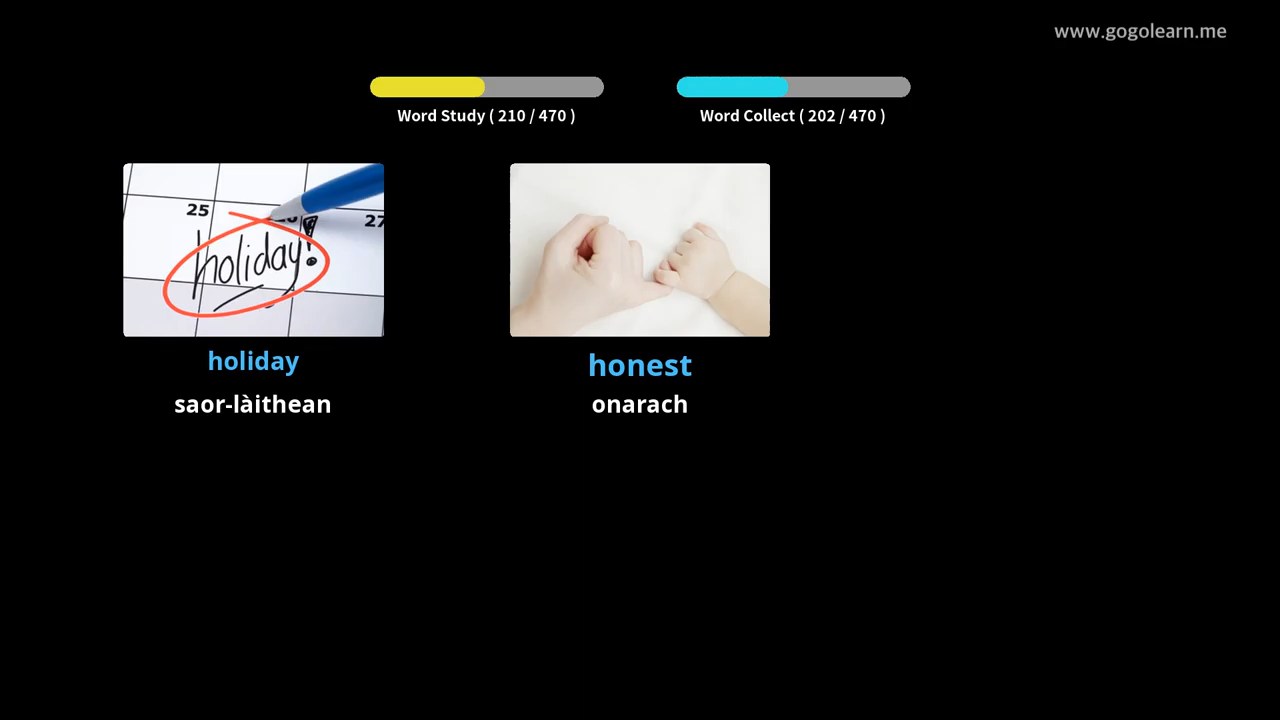 www.gogolearn.me
Word Study ( 210 / 470 )
Word Collect ( 202 / 470 )
25
27
holiday!
holiday
honest
saor-làithean
onarach